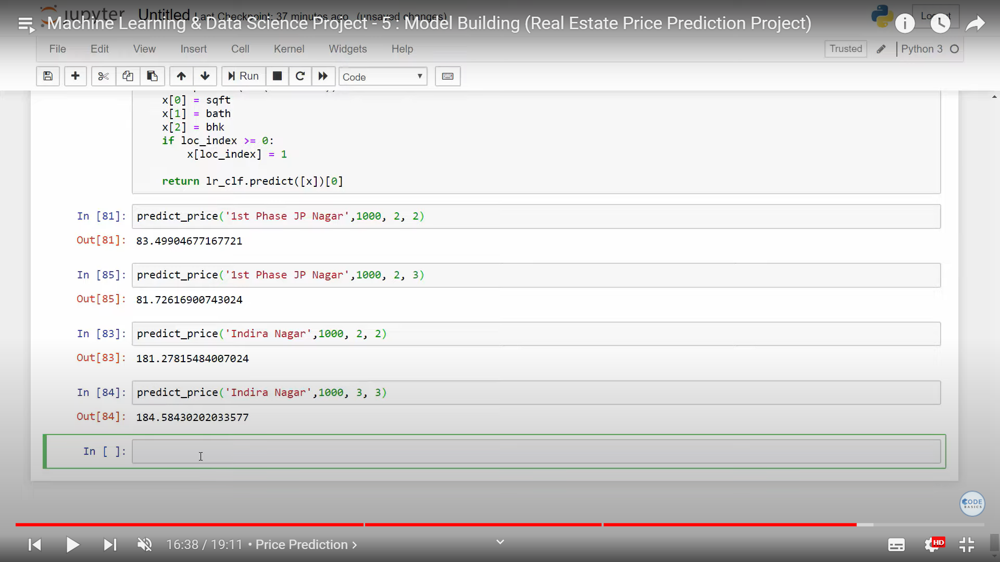 jupyter Untitled Last Checkpoint: 37 minutes ago (unsaved changes) Logout
Machine Learning & Data Science Project - 5 : Model Building (Real Estate Price Prediction Project)
File Edit View Insert Cell Kernel Widgets Help Trusted Python 3
Run Code
x[0] = sqft
x[1] = bath
x[2] = bhk
if loc_index >= 0:
x[loc_index] = 1
return lr_clf.predict([x])[0]
In [81]: predict_price('1st Phase JP Nagar',1000, 2, 2)
Out[81]: 83.49904677167721
In [85]: predict_price('1st Phase JP Nagar',1000, 2, 3)
Out[85]: 81.72616900743024
In [83]: predict_price('Indira Nagar',1000, 2, 2)
Out[83]: 181.27815484007024
In [84]: predict_price('Indira Nagar',1000, 3, 3)
Out[84]: 184.58430202033577
In [ ]:
CODE
BASICS
16:38 / 19:11 • Price Prediction
HD